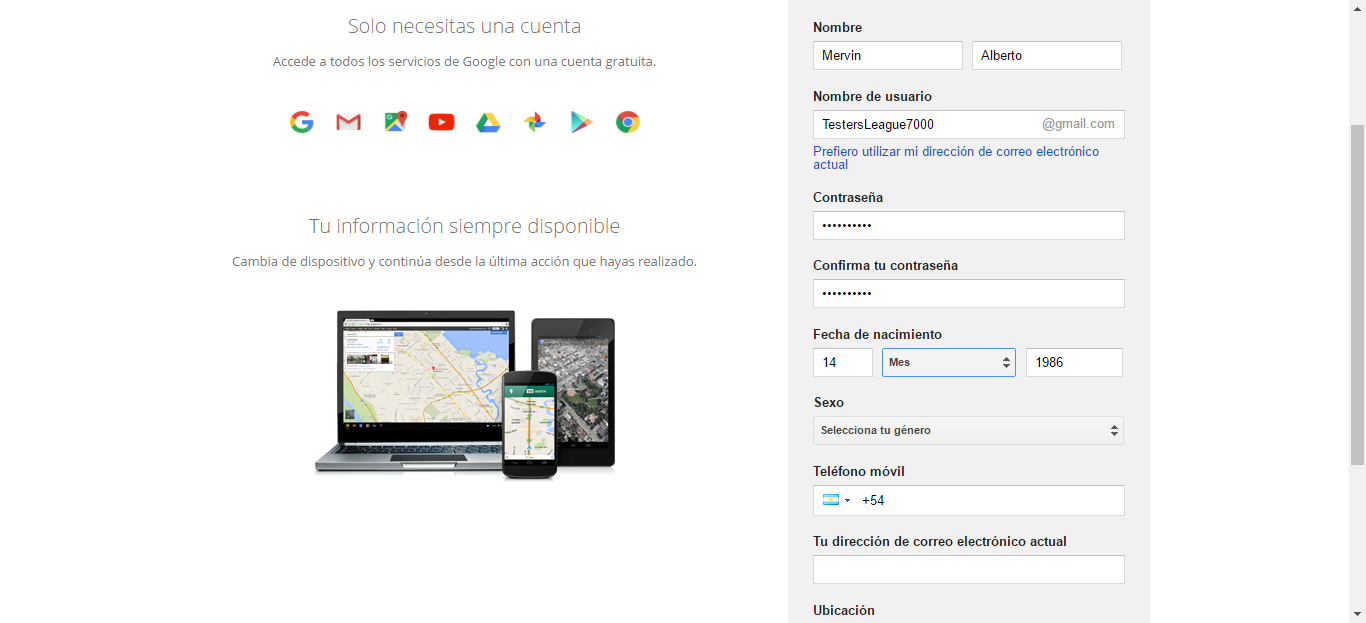 Solo necesitas una cuenta
Accede a todos los servicios de Google con una cuenta gratuita.
Tu información siempre disponible
Cambia de dispositivo y continúa desde la última acción que hayas realizado.
Nombre
Mervin
Alberto
Nombre de usuario
TestersLeague7000
@gmail.com
Prefiero utilizar mi dirección de correo electrónico
actual
Contraseña
••••••••••
Confirma tu contraseña
••••••••••
Fecha de nacimiento
14
Mes
1986
Sexo
Selecciona tu género
Teléfono móvil
+54
Tu dirección de correo electrónico actual
Ubicación